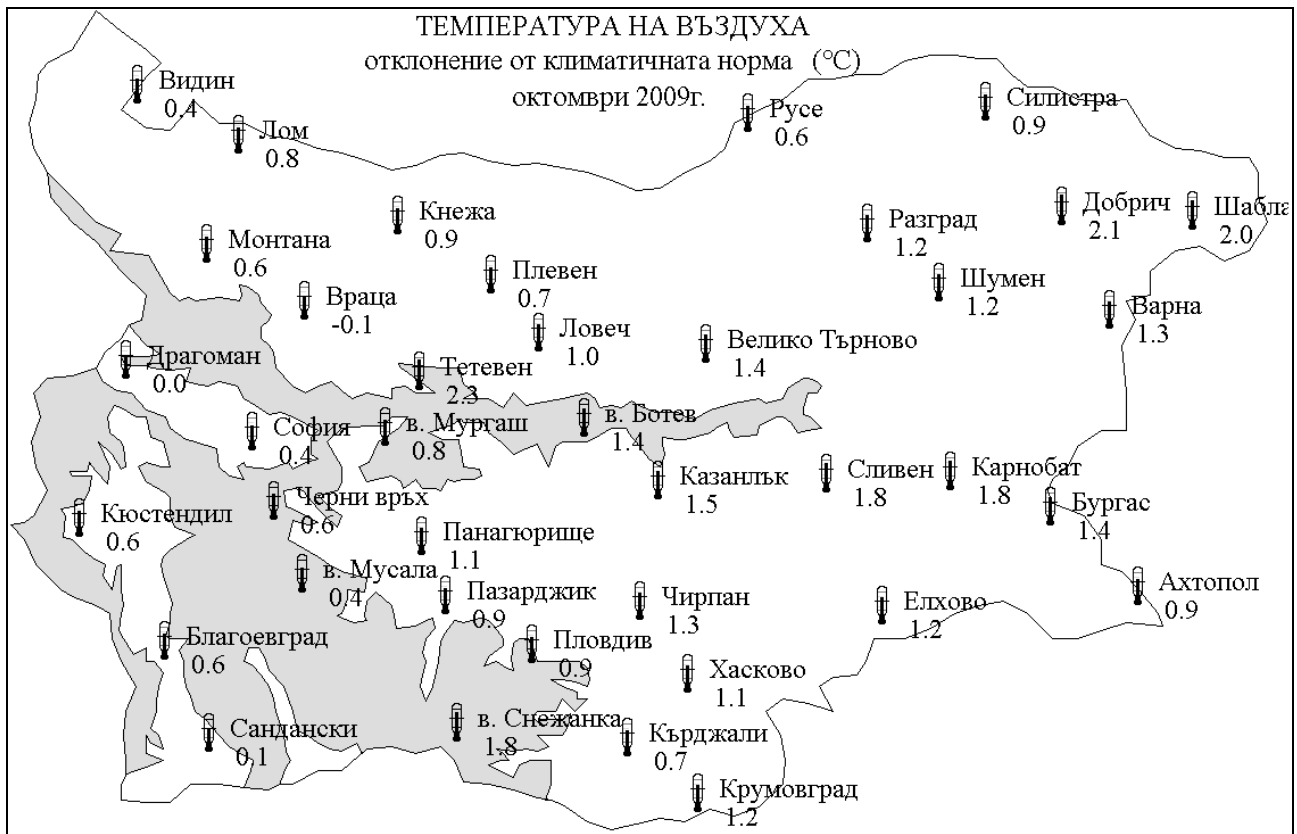 ТЕМПЕРАТУРА НА ВЪЗДУХА
отклонение от климатичната норма (°C)
октомври 2009г.
Видин
0.4
Лом
0.8
Русе
0.6
Силистра
0.9
Кнежа
0.9
Монтана
0.6
Враца
-0.1
Плевен
0.7
Ловеч
1.0
Разград
1.2
Добрич
2.1
Шабла
2.0
Шумен
1.2
Варна
1.3
Велико Търново
1.4
Драгоман
0.0
Тетевен
2.3
София
0.4
в. Мургаш
0.8
в. Ботев
1.4
Казанлък
1.5
Сливен
1.8
Карнобат
1.8
Бургас
1.4
Черни връх
0.6
Кюстендил
0.6
Панагюрище
1.1
в. Мусала
0.4
Пазарджик
0.9
Чирпан
1.3
Елхово
1.2
Ахтопол
0.9
Благоевград
0.6
Пловдив
0.9
Хасково
1.1
Сандански
0.1
в. Снежанка
1.8
Кърджали
0.7
Крумовград
1.2